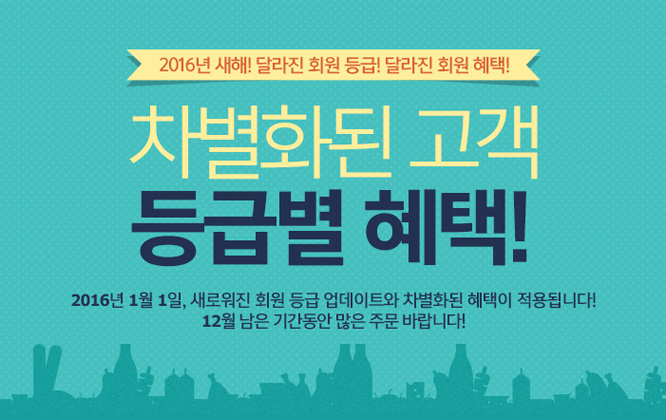 2016년 새해! 달라진 회원 등급! 달라진 회원 혜택!
차별화된 고객
등급별 혜택!
2016년 1월 1일, 새로워진 회원 등급 업데이트와 차별화된 혜택이 적용됩니다!
12월 남은 기간동안 많은 주문 바랍니다!